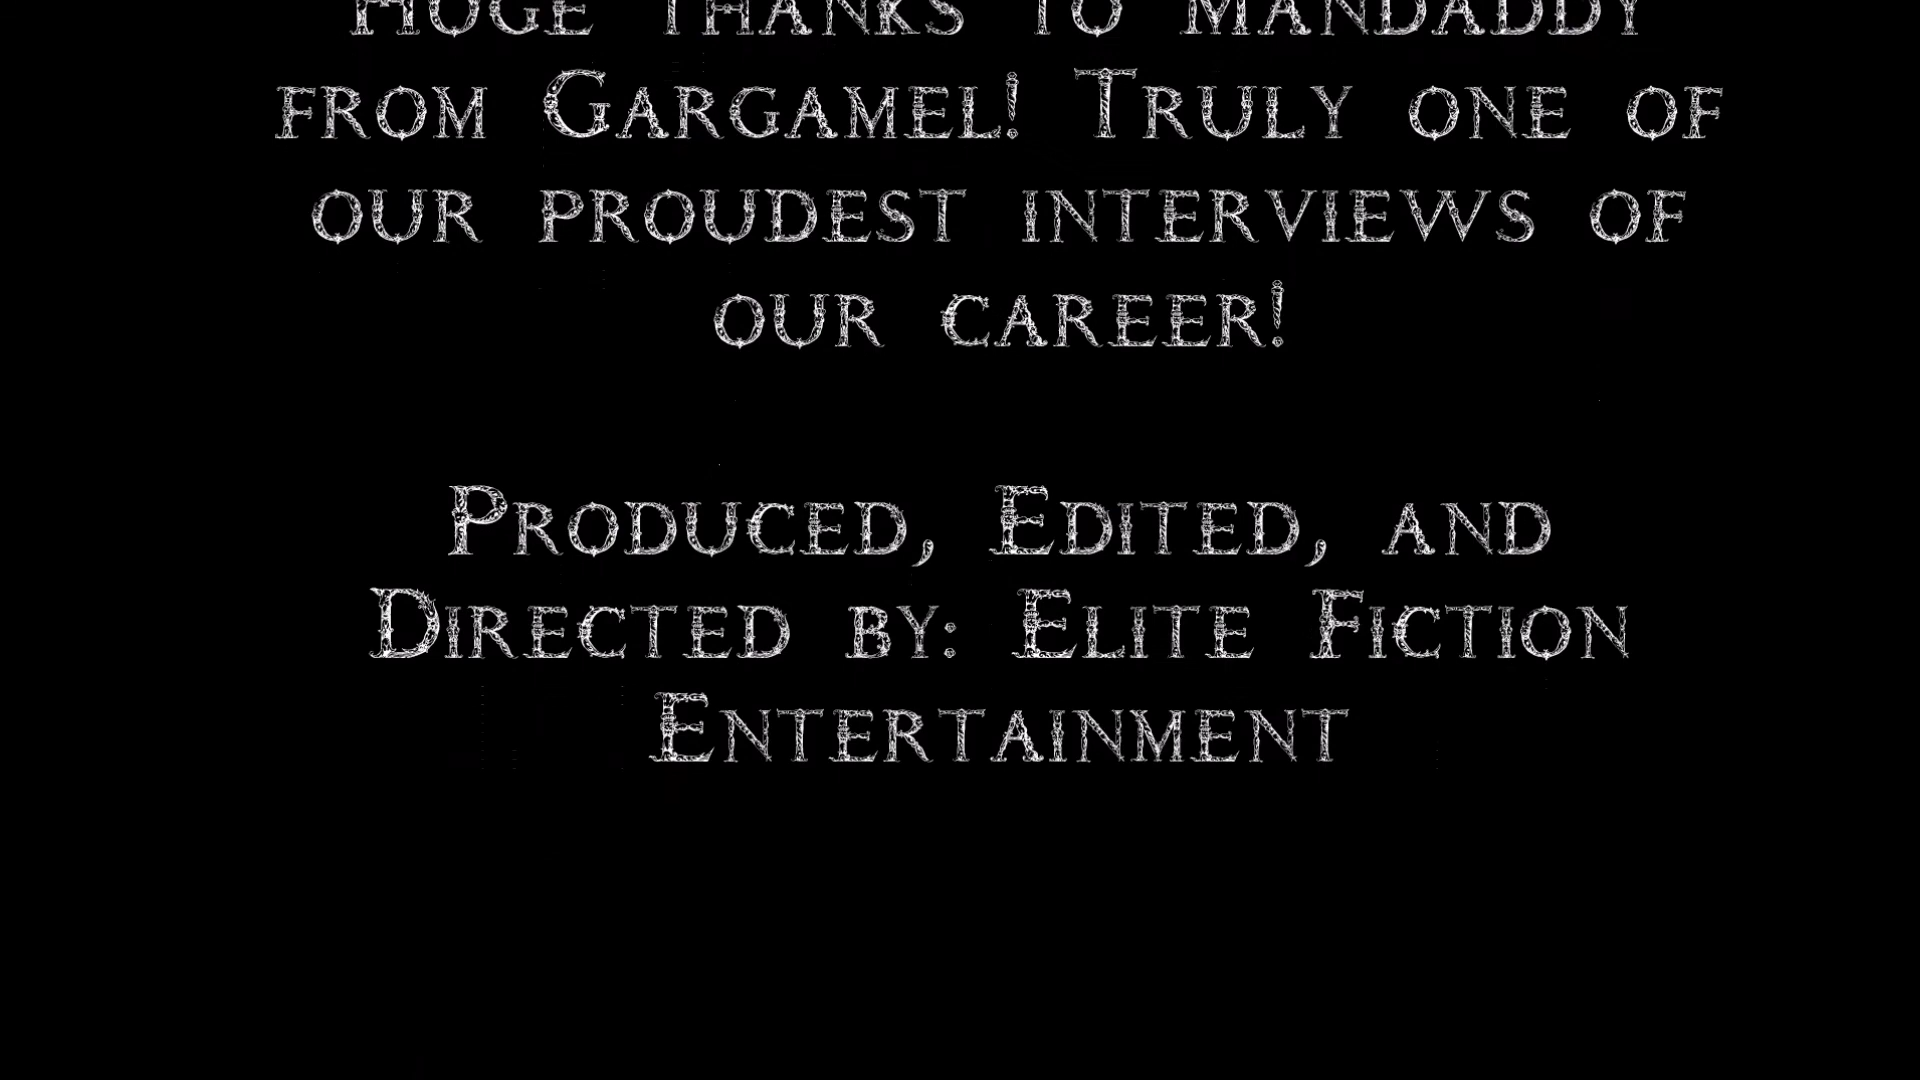 Huge thanks to Mandaddy
from Gargamel! Truly one of
our proudest interviews of
our career!
Produced, Edited, and
Directed by: Elite Fiction
Entertainment